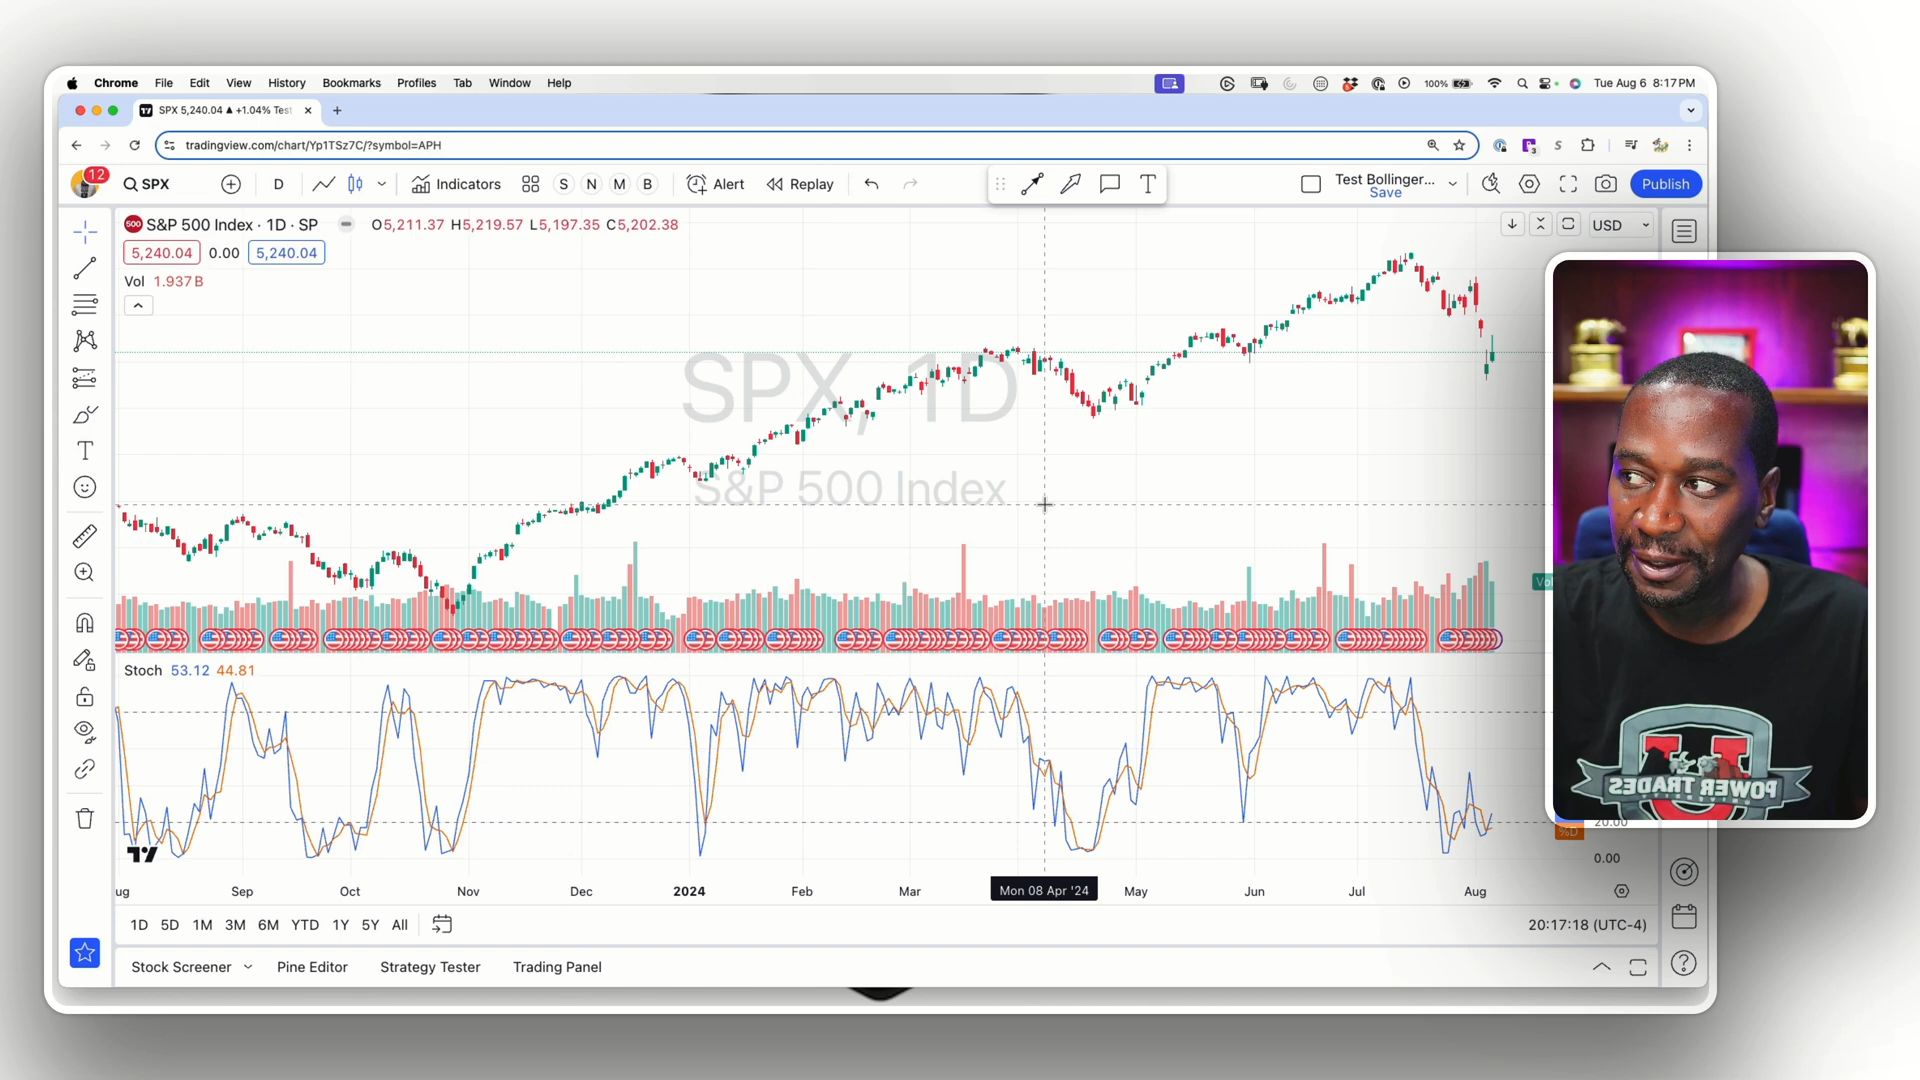 Chrome File Edit View History Bookmarks Profiles Tab Window Help
100% Tue Aug 6 8:17 PM
SPX 5,240.04 ▲ +1.04% Test
tradingview.com/chart/Yp1TSz7C/?symbol=APH
12 SPX D Indicators S N M B Alert Replay T Test Bollinger... Save Publish
500 S&P 500 Index · 1D · SP O5,211.37 H5,219.57 L5,197.35 C5,202.38
USD
5,240.04 0.00 5,240.04
Vol 1.937B
SPX, 1D
S&P 500 Index
Vol
Stoch 53.12 44.81
20.00
%D
0.00
ug Sep Oct Nov Dec 2024 Feb Mar Mon 08 Apr '24 May Jun Jul Aug
1D 5D 1M 3M 6M YTD 1Y 5Y All
20:17:18 (UTC-4)
Stock Screener Pine Editor Strategy Tester Trading Panel
U
POWER TRADES